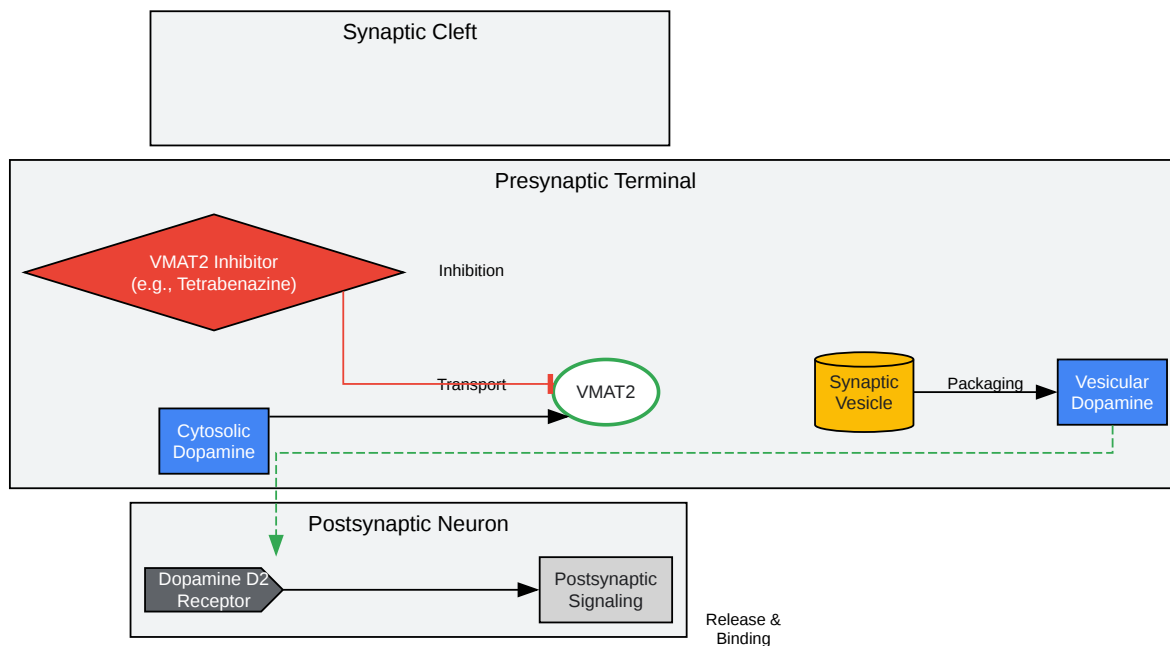 Synaptic Cleft
Presynaptic Terminal
VMAT2 Inhibitor
(e.g., Tetrabenazine)
Inhibition
Transport
VMAT2
Synaptic
Vesicle
Packaging
Vesicular
Dopamine
Cytosolic
Dopamine
Postsynaptic Neuron
Dopamine D2
Receptor
Postsynaptic
Signaling
Release &
Binding